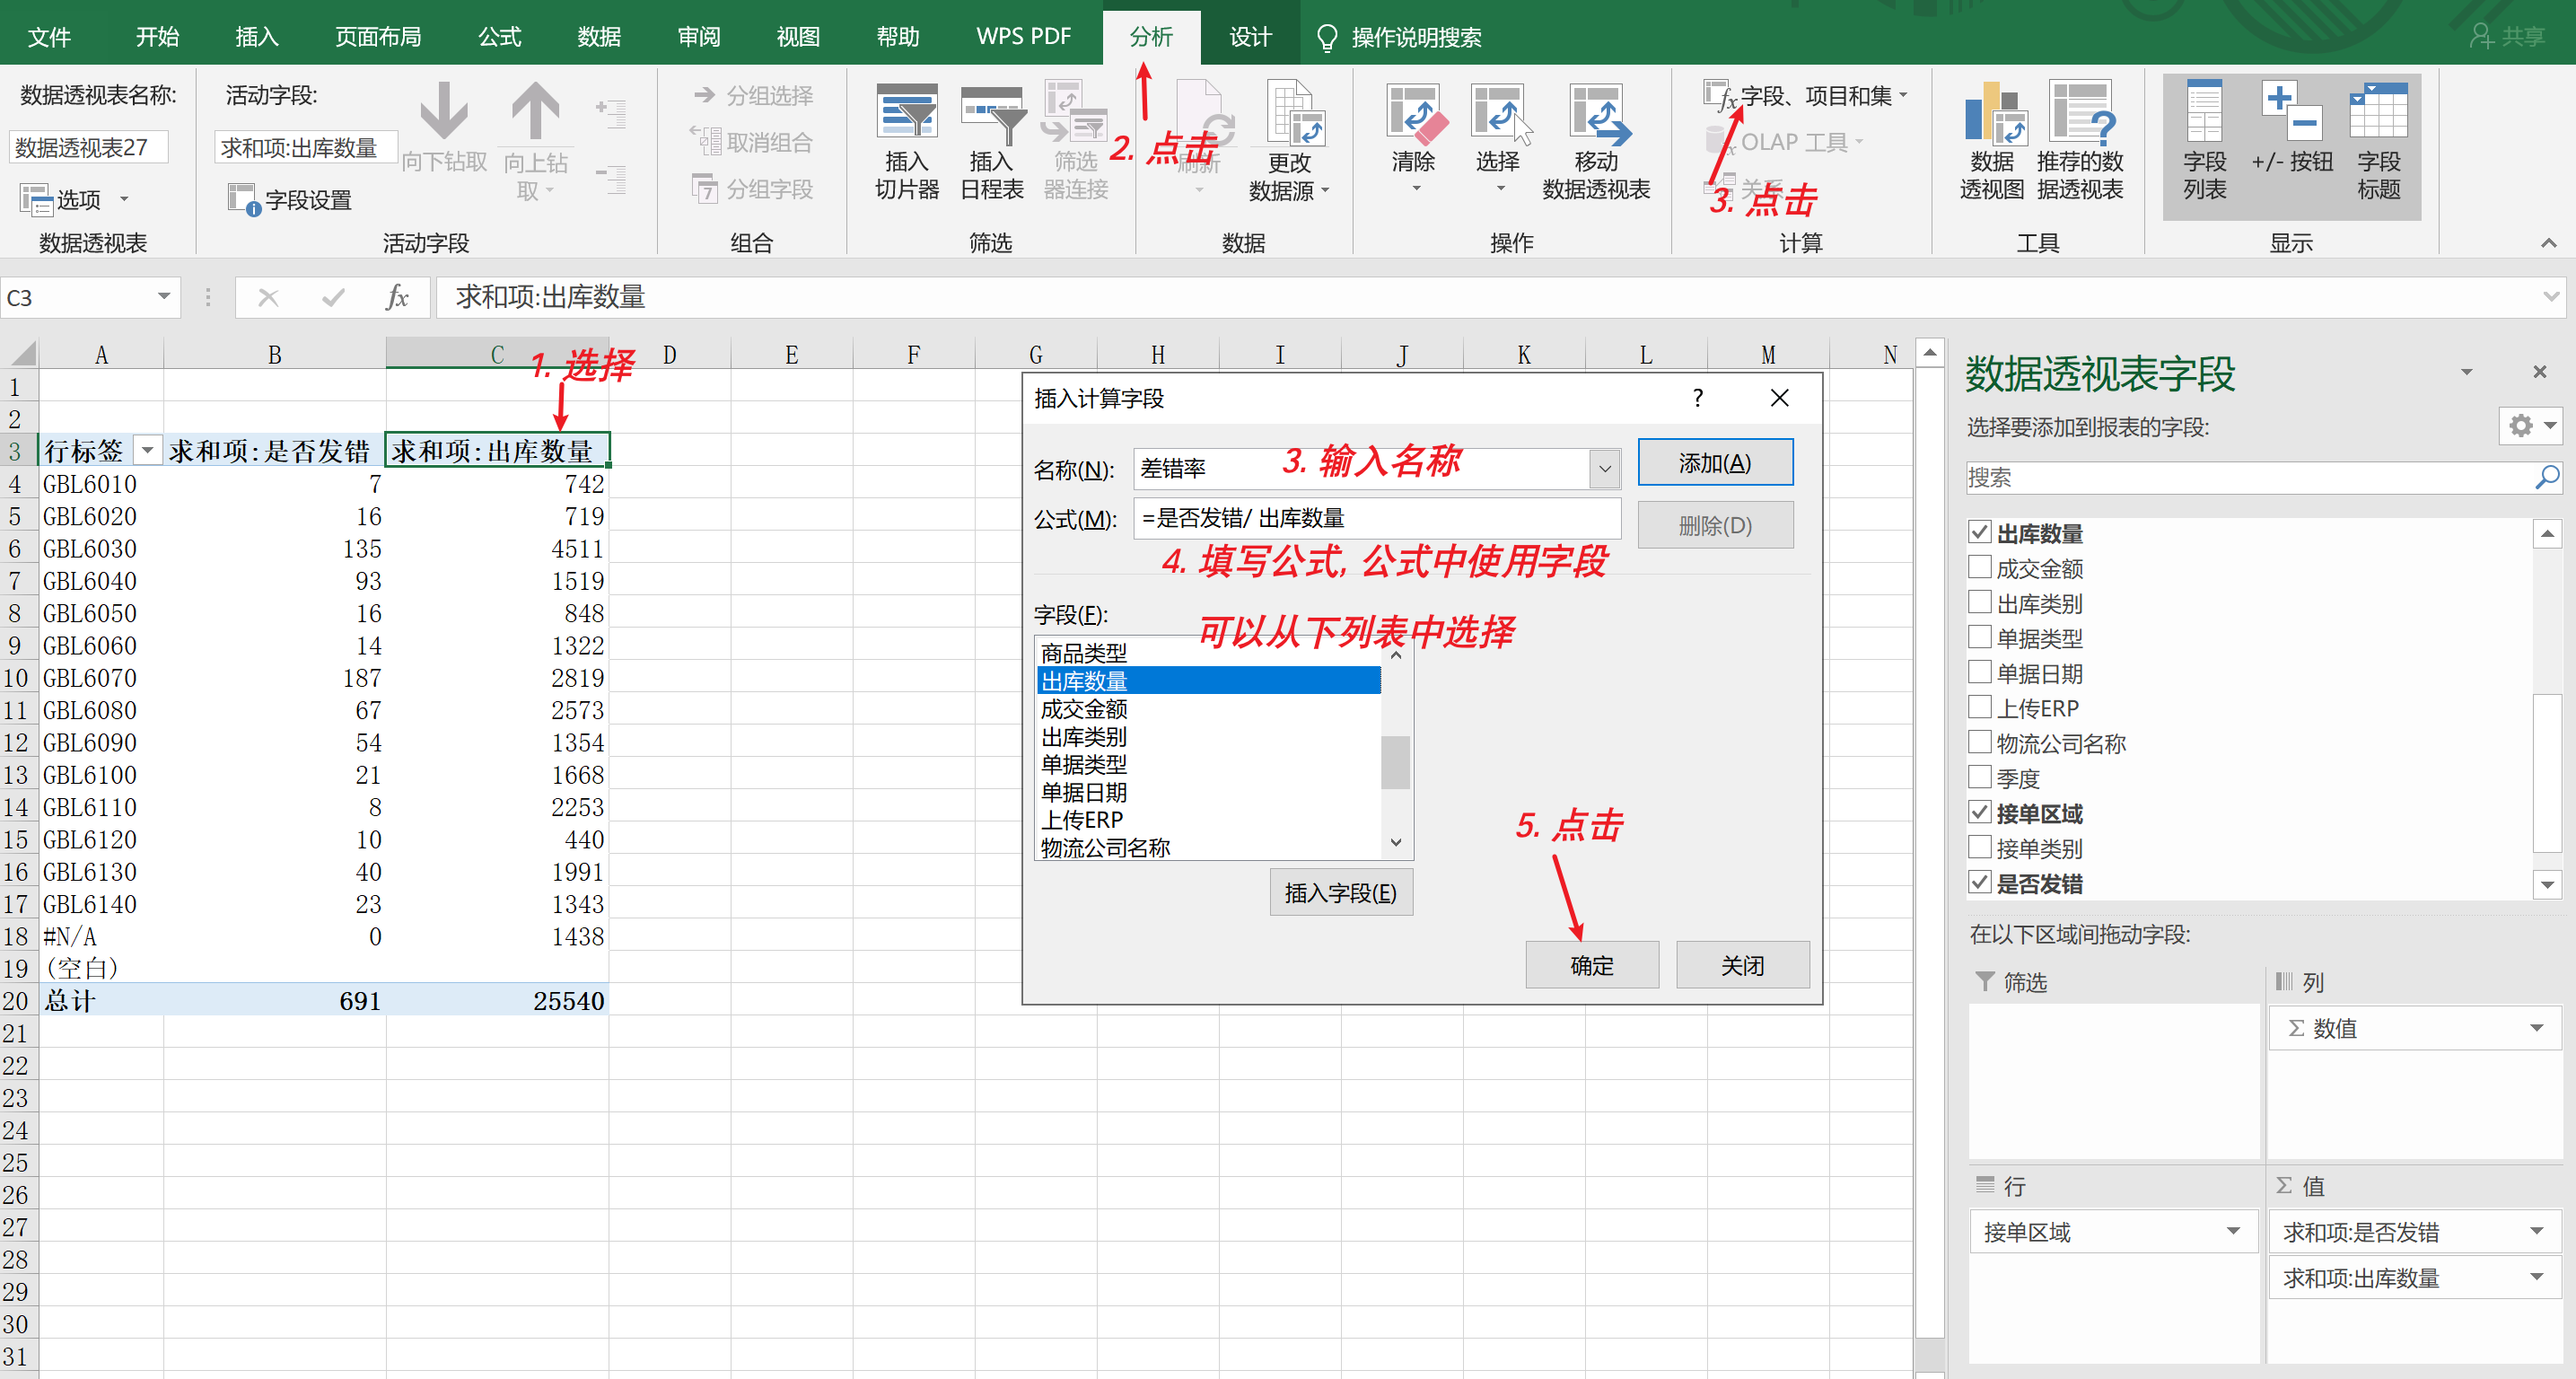 文件 开始 插入 页面布局 公式 数据 审阅 视图 帮助 WPS PDF 分析 设计 操作说明搜索 共享
数据透视表名称: 活动字段: 分组选择 字段、项目和集
数据透视表27 求和项:出库数量 向下钻取 向上钻取 取消组合 OLAP 工具
选项 字段设置 分组字段 关系
插入切片器 插入日程表 筛选器连接 刷新 更改数据源 清除 选择 移动数据透视表 数据透视图 推荐的数据透视表 字段列表 +/- 按钮 字段标题
2. 点击
3. 点击
数据透视表 活动字段 组合 筛选 数据 操作 计算 工具 显示
C3 fx 求和项:出库数量
A B C D E F G H I J K L M N
1. 选择
1
2
3 行标签 求和项:是否发错 求和项:出库数量
4 GBL6010 7 742
5 GBL6020 16 719
6 GBL6030 135 4511
7 GBL6040 93 1519
8 GBL6050 16 848
9 GBL6060 14 1322
10 GBL6070 187 2819
11 GBL6080 67 2573
12 GBL6090 54 1354
13 GBL6100 21 1668
14 GBL6110 8 2253
15 GBL6120 10 440
16 GBL6130 40 1991
17 GBL6140 23 1343
18 #N/A 0 1438
19 (空白)
20 总计 691 25540
21
22
23
24
25
26
27
28
29
30
31
插入计算字段 ?
名称(N): 差错率 3. 输入名称 添加(A)
公式(M): =是否发错/ 出库数量 删除(D)
4. 填写公式, 公式中使用字段
字段(F):
可以从下列表中选择
商品类型
出库数量
成交金额
出库类别
单据类型
单据日期
上传ERP
物流公司名称
插入字段(E)
5. 点击
确定 关闭
数据透视表字段
选择要添加到报表的字段:
搜索
出库数量
成交金额
出库类别
单据类型
单据日期
上传ERP
物流公司名称
季度
接单区域
接单类别
是否发错
在以下区域间拖动字段:
筛选 列
Σ 数值
行 Σ 值
接单区域 求和项:是否发错
求和项:出库数量